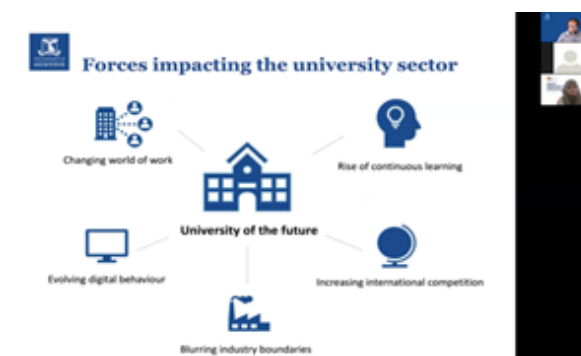 Forces impacting the university sector
Changing world of work
Rise of continuous learning
University of the future
Evolving digital behaviour
Increasing international competition
Blurring industry boundaries